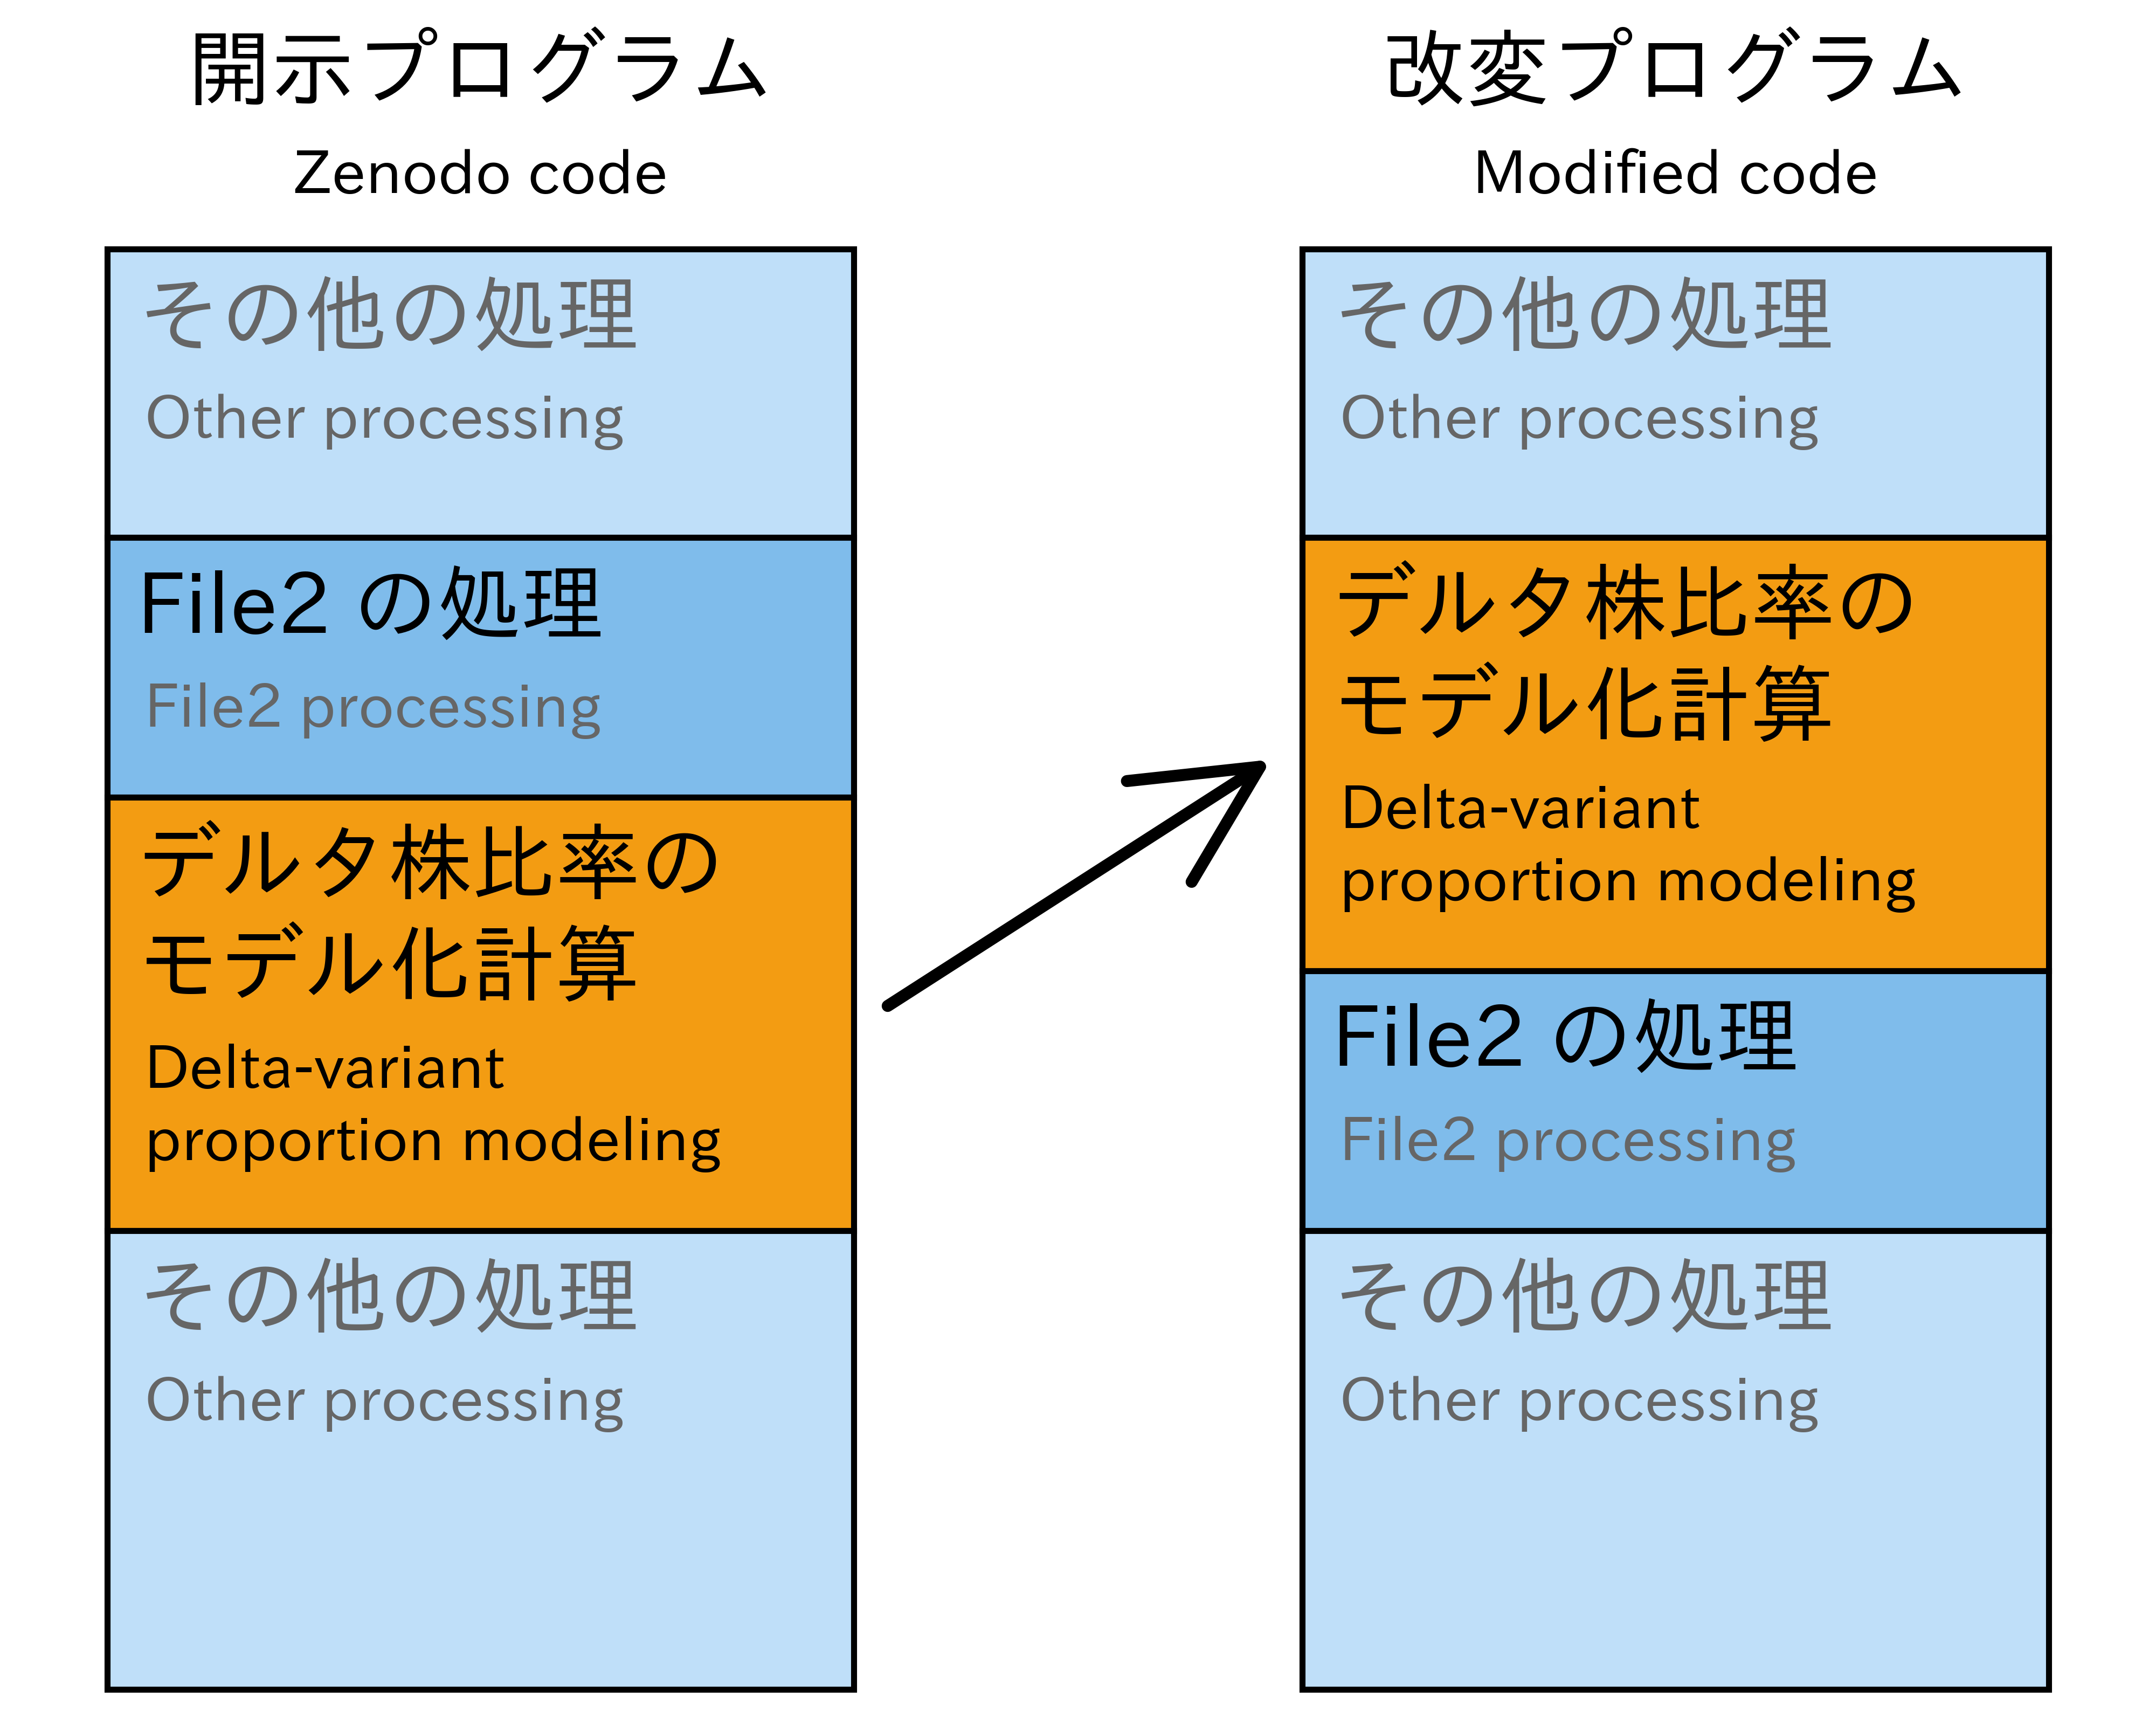 開示プログラム
Zenodo code
その他の処理
Other processing
File2 の処理
File2 processing
デルタ株比率の
モデル化計算
Delta-variant
proportion modeling
その他の処理
Other processing
改変プログラム
Modified code
その他の処理
Other processing
デルタ株比率の
モデル化計算
Delta-variant
proportion modeling
File2 の処理
File2 processing
その他の処理
Other processing